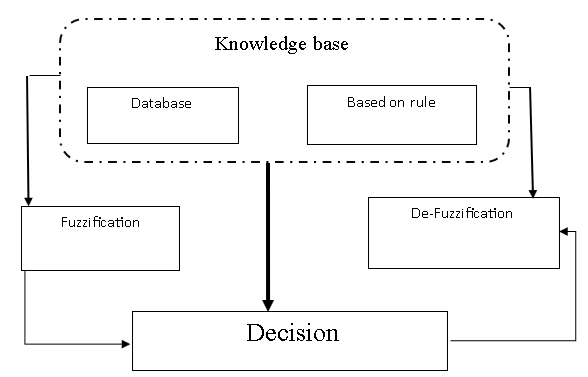 Knowledge base
Database
Based on rule
Fuzzification
De-Fuzzification
Decision